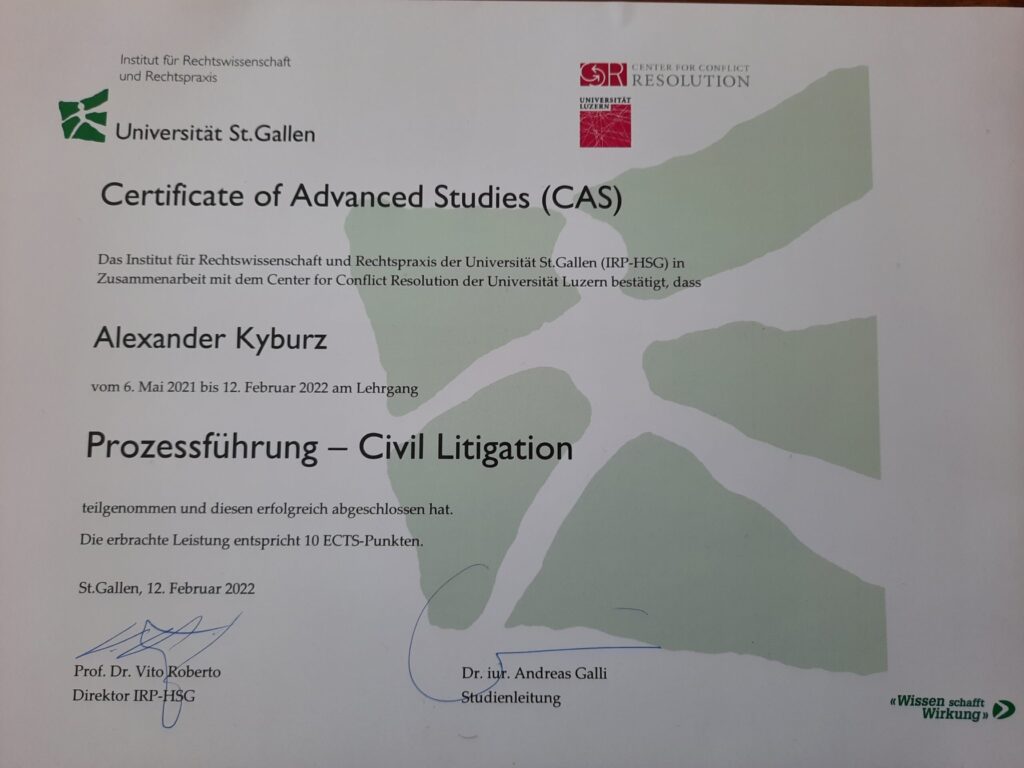 Institut für Rechtswissenschaft
und Rechtspraxis
Universität St.Gallen
CR CENTER FOR CONFLICT
RESOLUTION
UNIVERSITÄT
LUZERN
Certificate of Advanced Studies (CAS)
Das Institut für Rechtswissenschaft und Rechtspraxis der Universität St.Gallen (IRP-HSG) in
Zusammenarbeit mit dem Center for Conflict Resolution der Universität Luzern bestätigt, dass
Alexander Kyburz
vom 6. Mai 2021 bis 12. Februar 2022 am Lehrgang
Prozessführung – Civil Litigation
teilgenommen und diesen erfolgreich abgeschlossen hat.
Die erbrachte Leistung entspricht 10 ECTS-Punkten.
St.Gallen, 12. Februar 2022
Prof. Dr. Vito Roberto
Direktor IRP-HSG
Dr. iur. Andreas Galli
Studienleitung
«Wissen schafft
Wirkung»